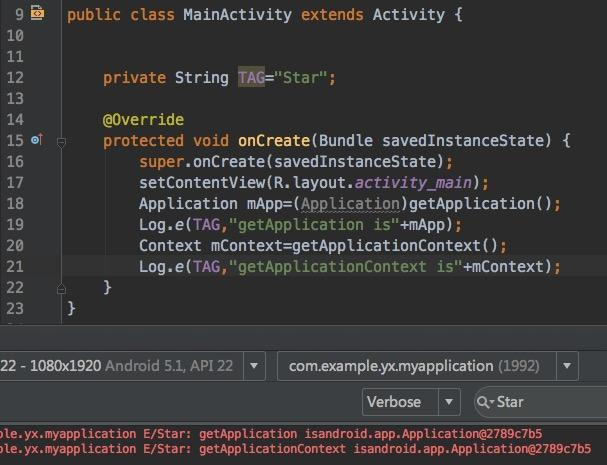 9 public class MainActivity extends Activity {
10
11
12 private String TAG="Star";
13
14 @Override
15 protected void onCreate(Bundle savedInstanceState) {
16 super.onCreate(savedInstanceState);
17 setContentView(R.layout.activity_main);
18 Application mApp=(Application)getApplication();
19 Log.e(TAG,"getApplication is"+mApp);
20 Context mContext=getApplicationContext();
21 Log.e(TAG,"getApplicationContext is"+mContext);
22 }
23 }
22 - 1080x1920 Android 5.1, API 22 com.example.yx.myapplication (1992)
Verbose Star
ple.yx.myapplication E/Star: getApplication isandroid.app.Application@2789c7b5
ple.yx.myapplication E/Star: getApplicationContext isandroid.app.Application@2789c7b5